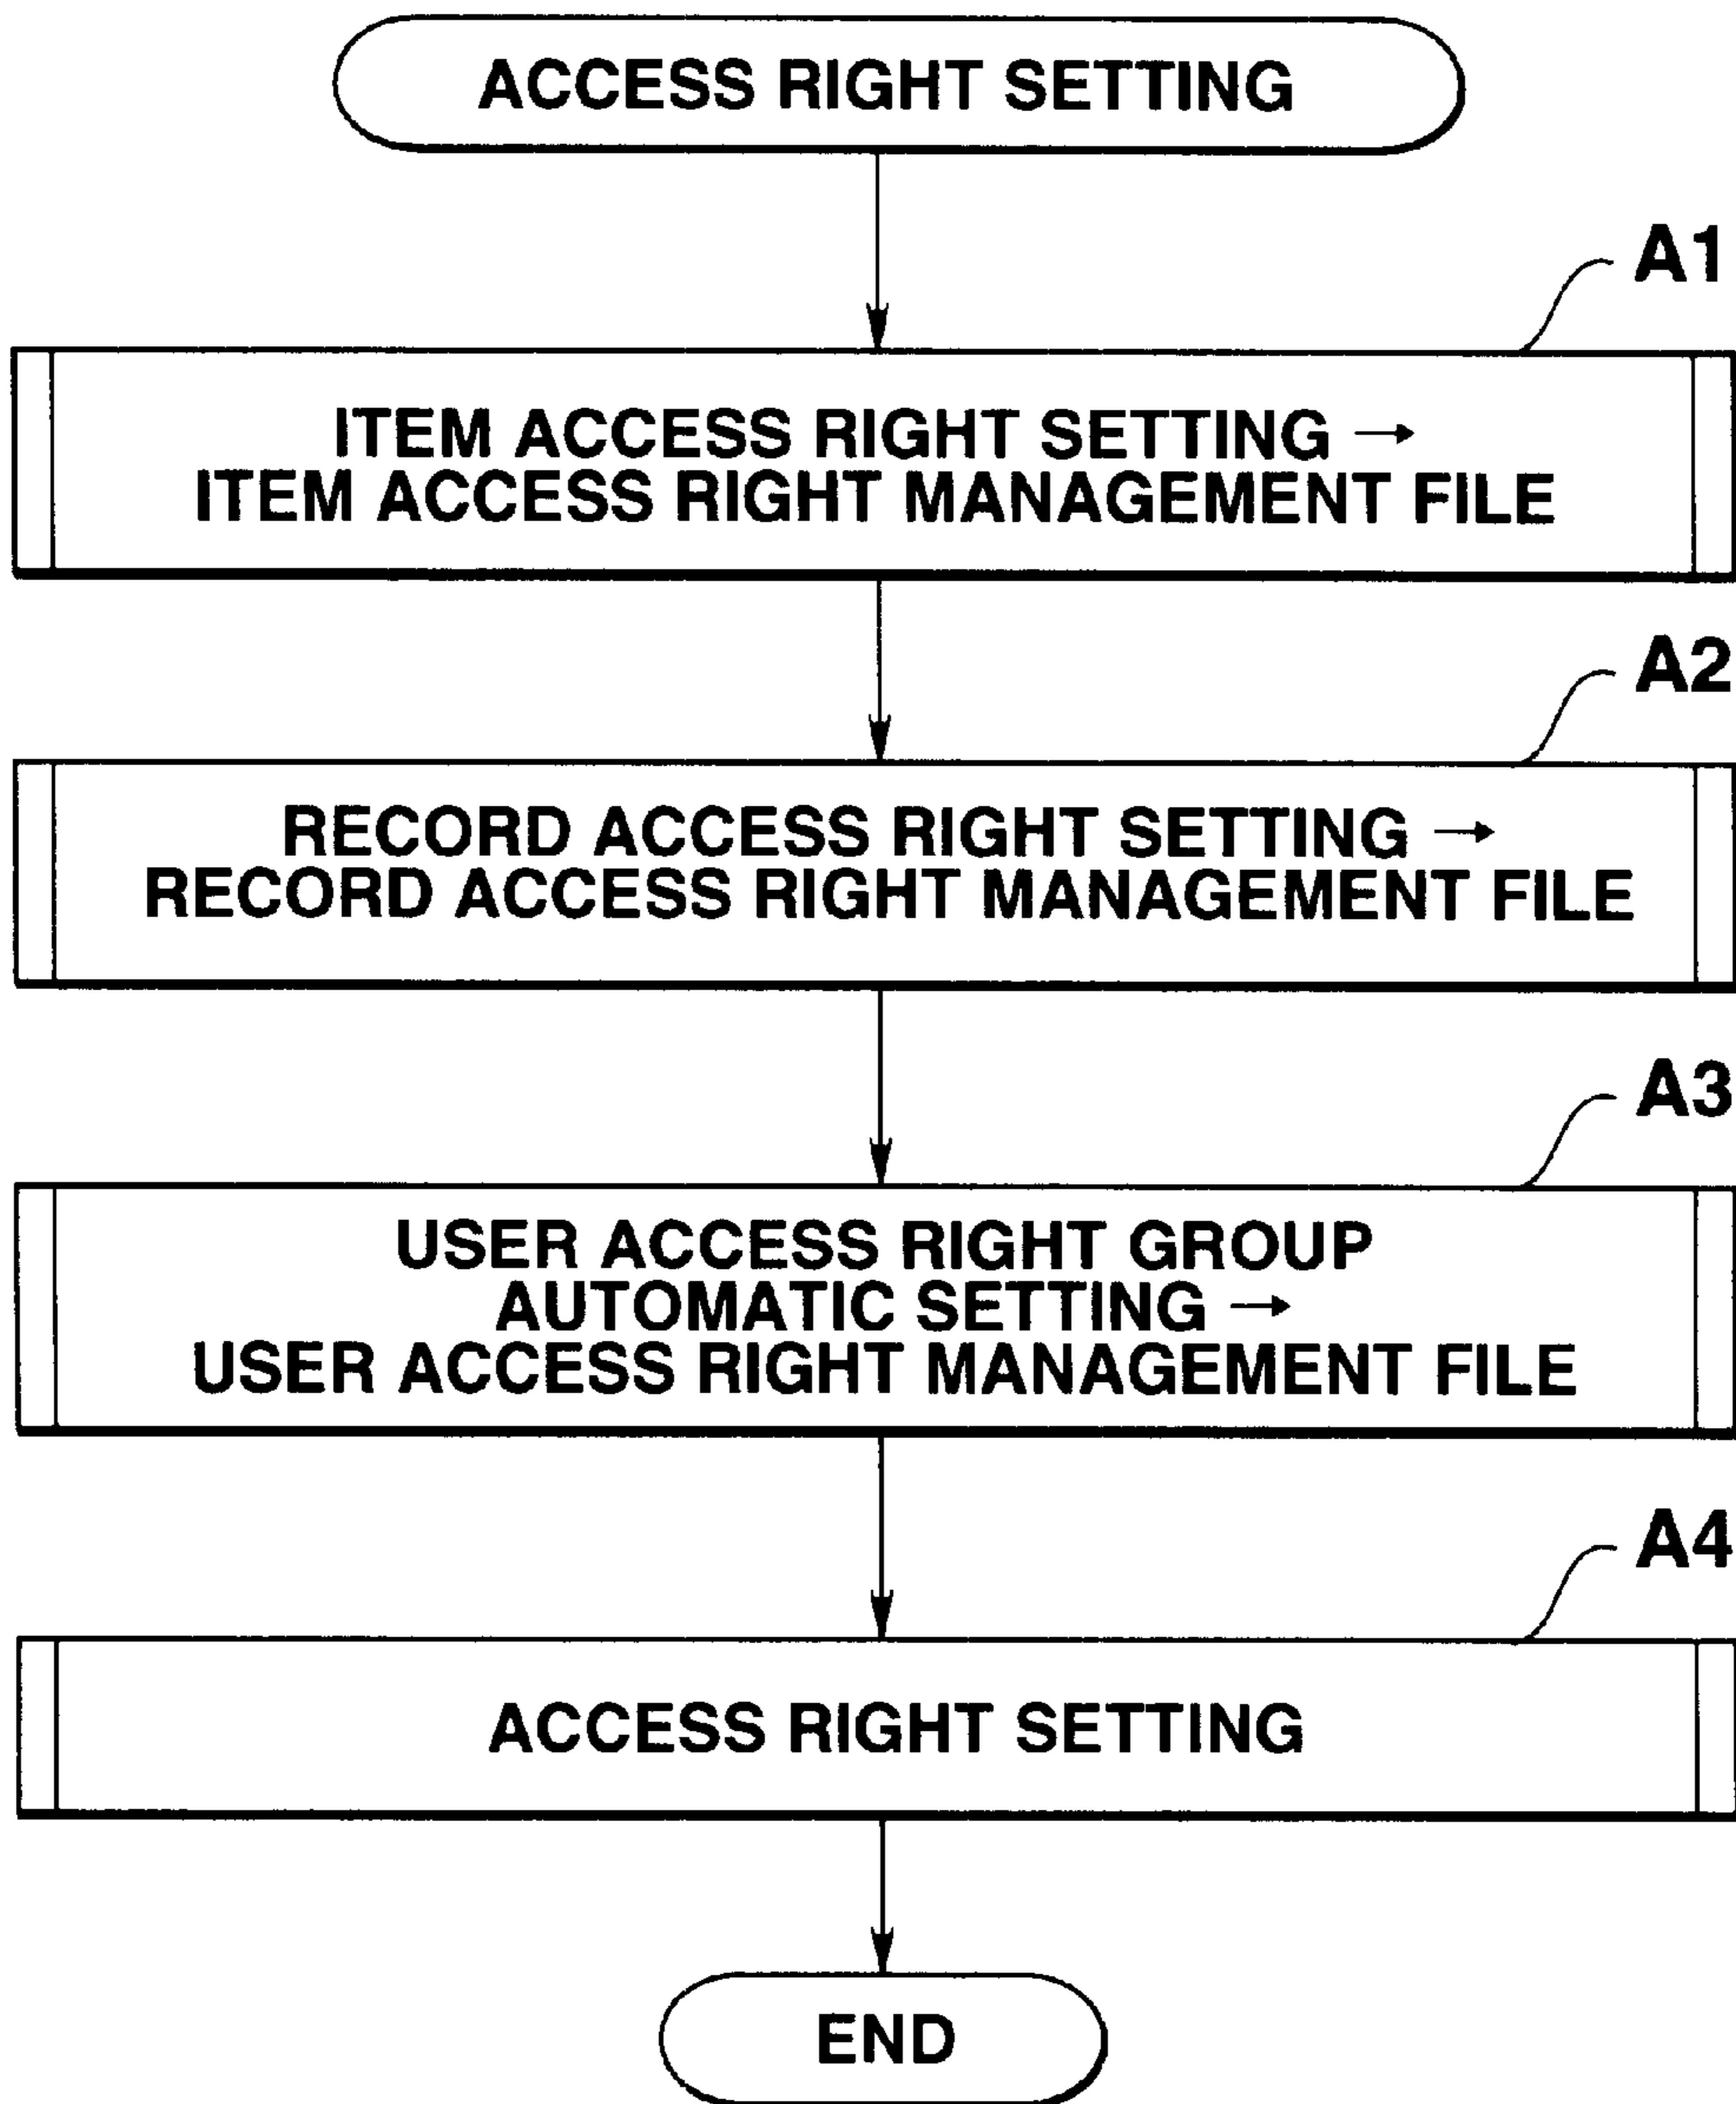 ACCESS RIGHT SETTING
A1
ITEM ACCESS RIGHT SETTING →
ITEM ACCESS RIGHT MANAGEMENT FILE
A2
RECORD ACCESS RIGHT SETTING →
RECORD ACCESS RIGHT MANAGEMENT FILE
A3
USER ACCESS RIGHT GROUP
AUTOMATIC SETTING →
USER ACCESS RIGHT MANAGEMENT FILE
A4
ACCESS RIGHT SETTING
END